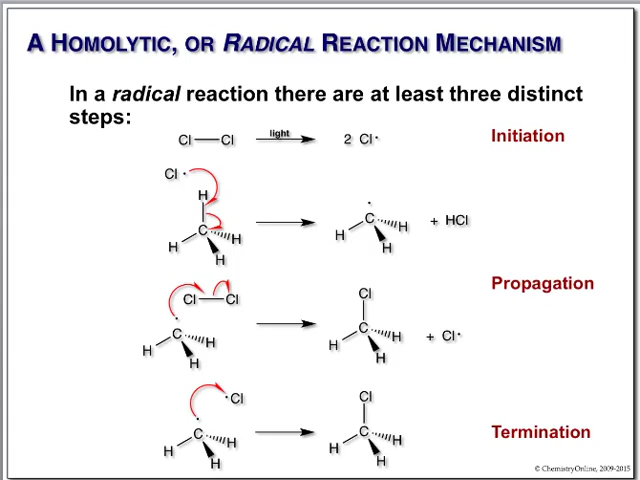 A HOMOLYTIC, OR RADICAL REACTION MECHANISM
In a radical reaction there are at least three distinct
steps:
Cl Cl light 2 Cl· Initiation
Cl ·
H
C H H H · C H H H + HCl
Propagation
Cl Cl Cl
· C H H H C H H H + Cl·
·Cl Cl
· C H H H C H H H Termination
© ChemistryOnline, 2009-2015